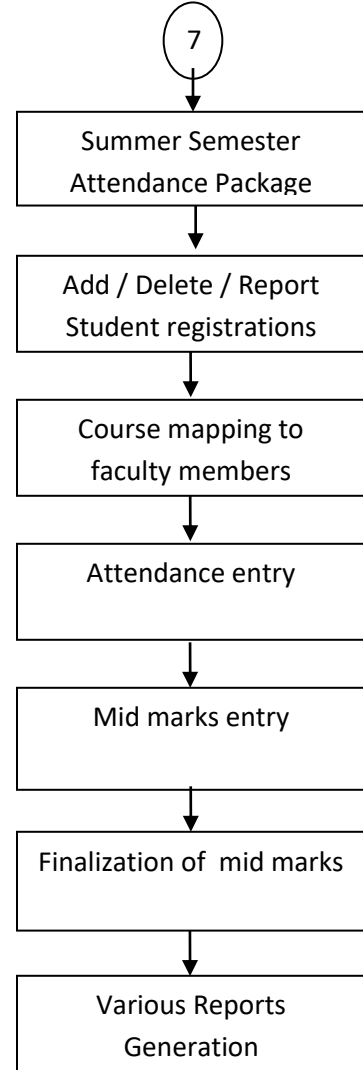 7
Summer Semester
Attendance Package
Add / Delete / Report
Student registrations
Course mapping to
faculty members
Attendance entry
Mid marks entry
Finalization of  mid marks
Various Reports
Generation